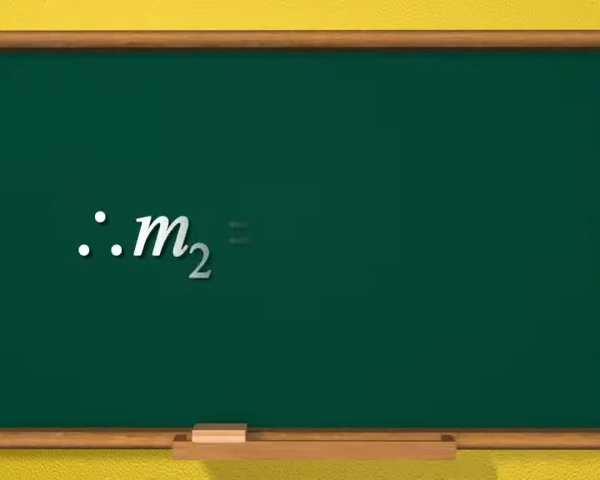 ∴ m₂ =